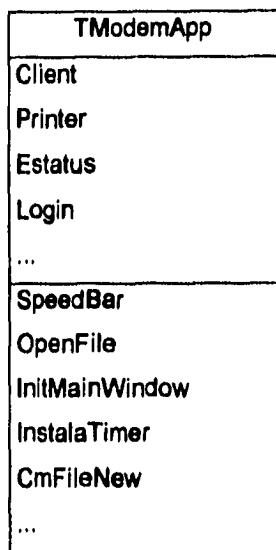 TModemApp
Client
Printer
Estatus
Login
...
SpeedBar
OpenFile
InitMainWindow
InstalaTimer
CmFileNew
...